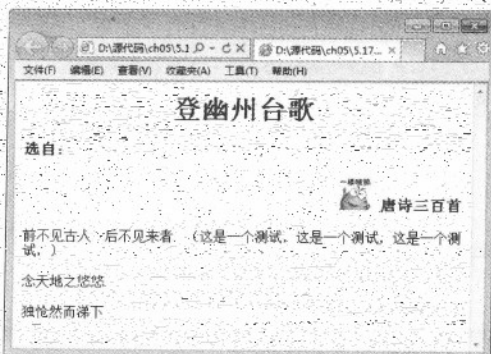 D:\源代码\ch05\5.1
D:\源代码\ch05\5.17...
文件(F) 编辑(E) 查看(V) 收藏夹(A) 工具(T) 帮助(H)
登幽州台歌
选自:
唐诗三百首
前不见古人 后不见来者. (这是一个测试, 这是一个测试, 这是一个测
试, )
念天地之悠悠
独怆然而涕下